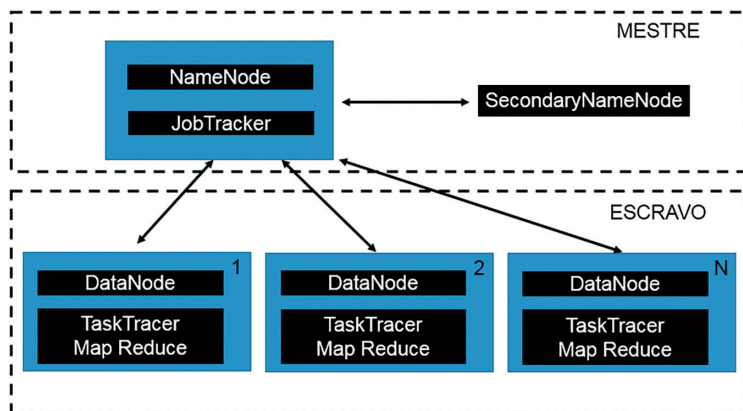 MESTRE
NameNode
JobTracker
SecondaryNameNode
ESCRAVO
1
DataNode
TaskTracer
Map Reduce
2
DataNode
TaskTracer
Map Reduce
N
DataNode
TaskTracer
Map Reduce